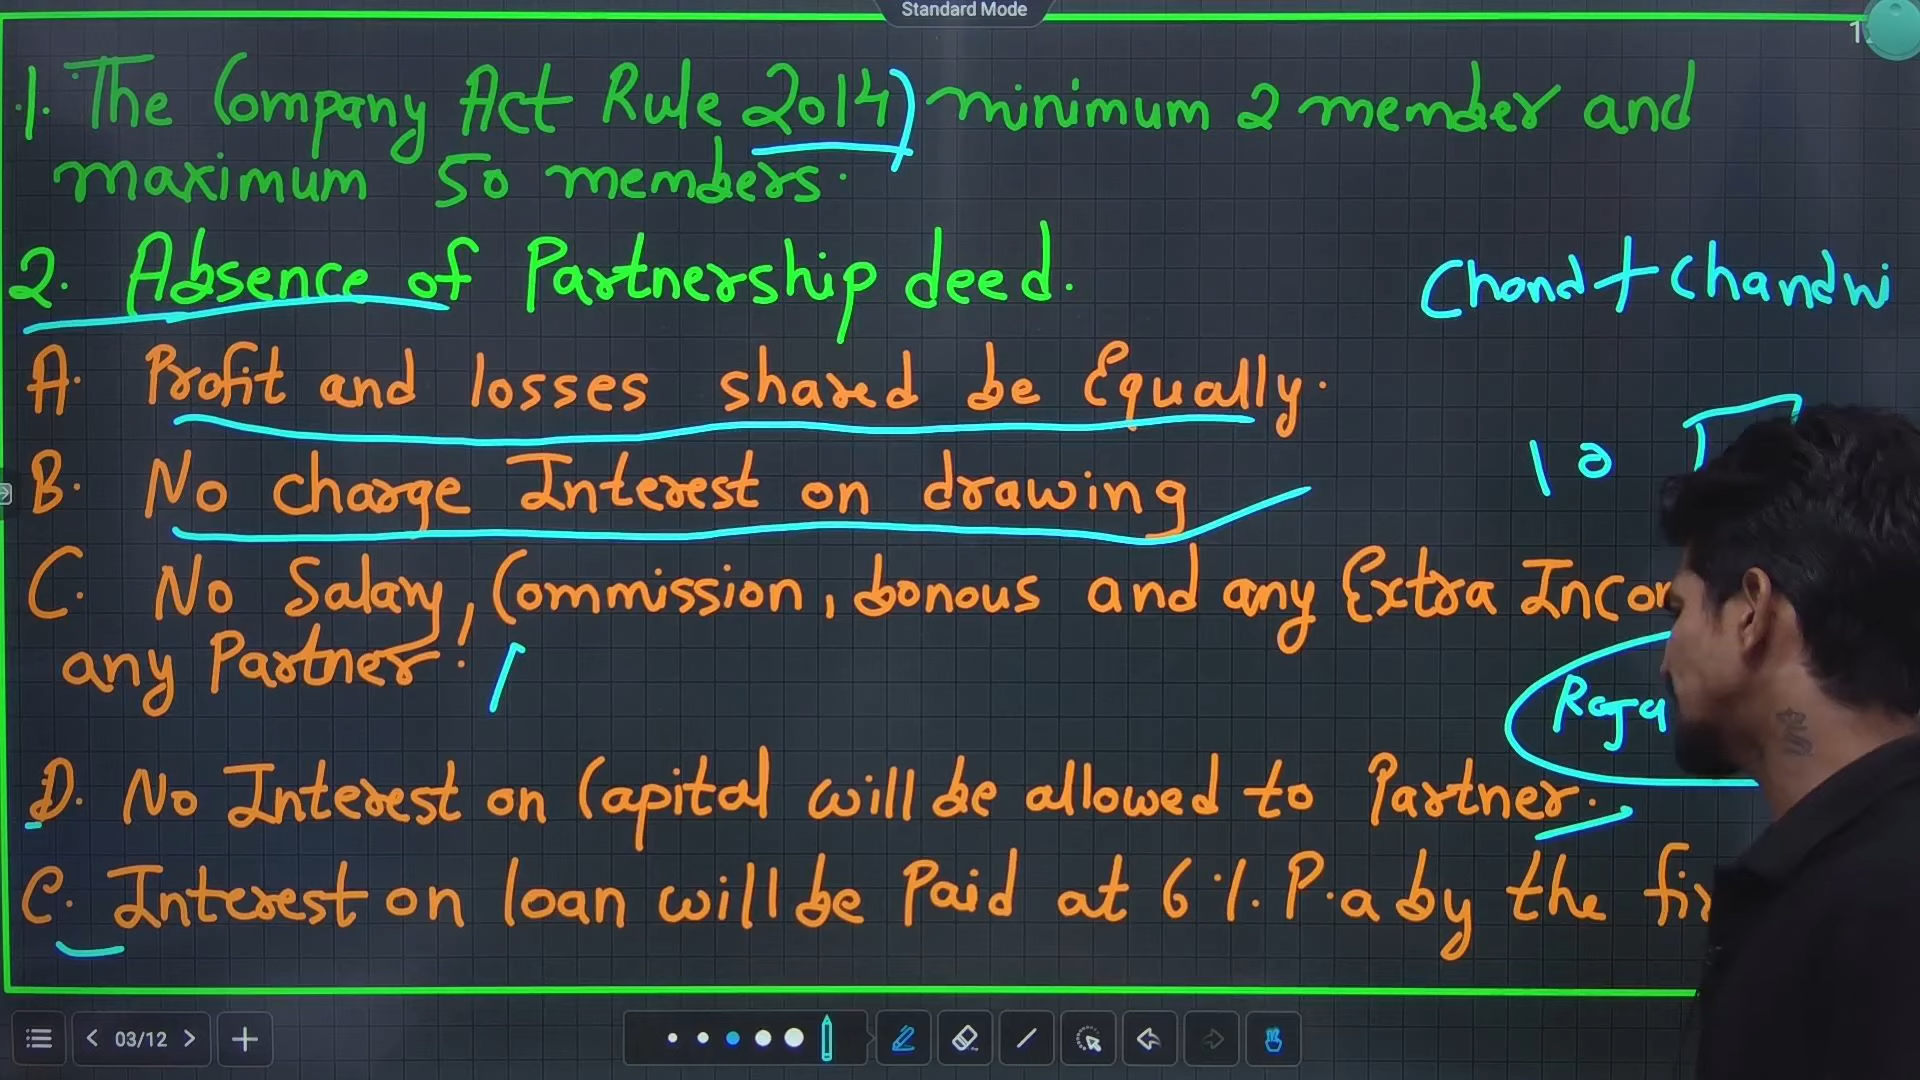 Standard Mode
1. The Company Act Rule 2014) minimum 2 member and
maximum 50 members.
2. Absence of Partnership deed.
Chand + Chandni
A. Profit and losses shared be Equally.
10
B. No charge Interest on drawing
C. No Salary, Commission, bonous and any Extra
any Partner!
Raja
D. No Interest on Capital will be allowed to Partner.
C. Interest on loan will be Paid at 6%. P.a by the
03/12